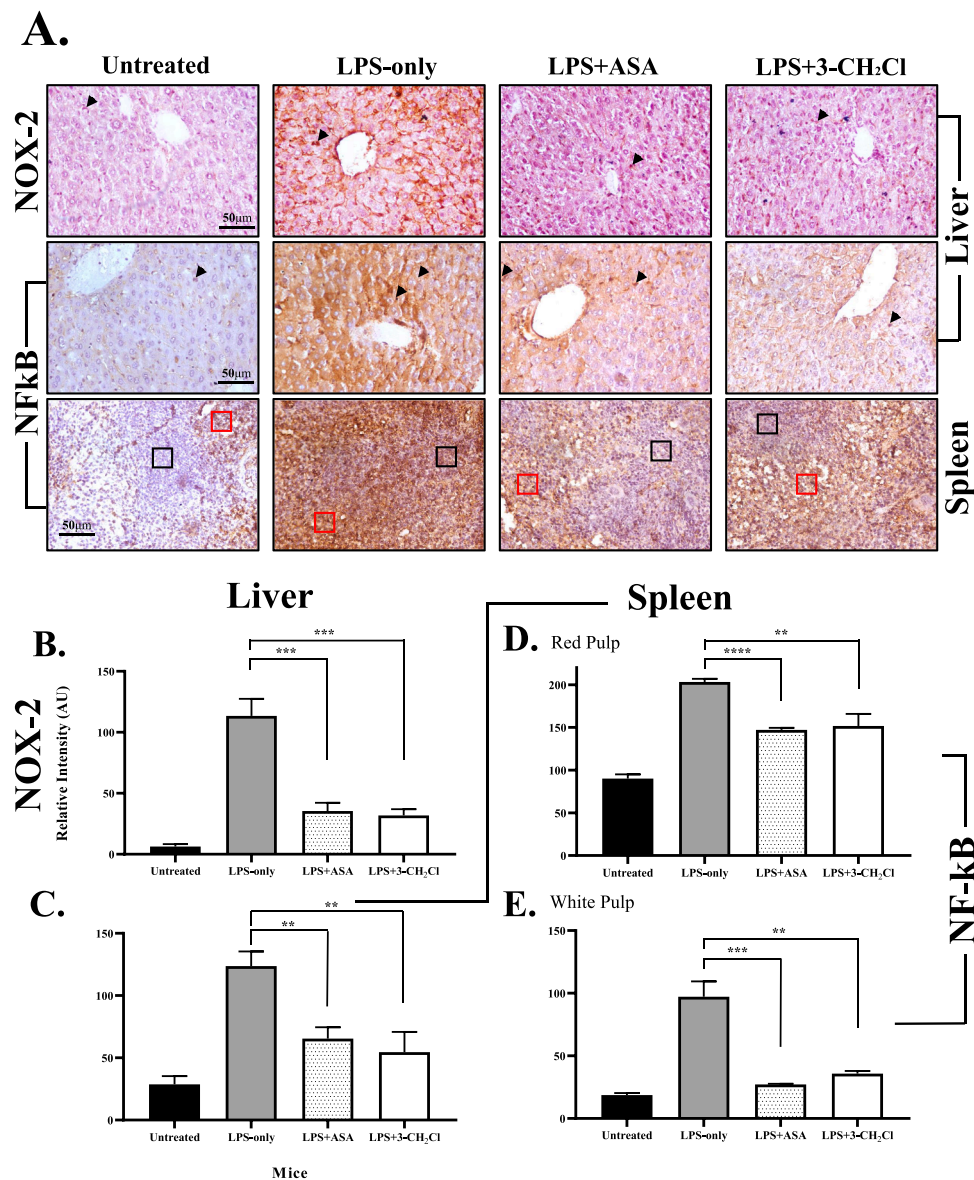 A.
Untreated LPS-only LPS+ASA LPS+3-CH₂Cl
NOX-2
50μm
Liver
NFkB
50μm
50μm
Spleen
Liver Spleen
B.
NOX-2
Relative Intensity (AU)
***
***
150
100
50
0
Untreated LPS-only LPS+ASA LPS+3-CH₂Cl
D. Red Pulp
**
****
200
150
100
50
0
Untreated LPS-only LPS+ASA LPS+3-CH₂Cl
NF-kB
C.
**
**
150
100
50
0
Untreated LPS-only LPS+ASA LPS+3-CH₂Cl
Mice
E. White Pulp
**
***
150
100
50
0
Untreated LPS-only LPS+ASA LPS+3-CH₂Cl